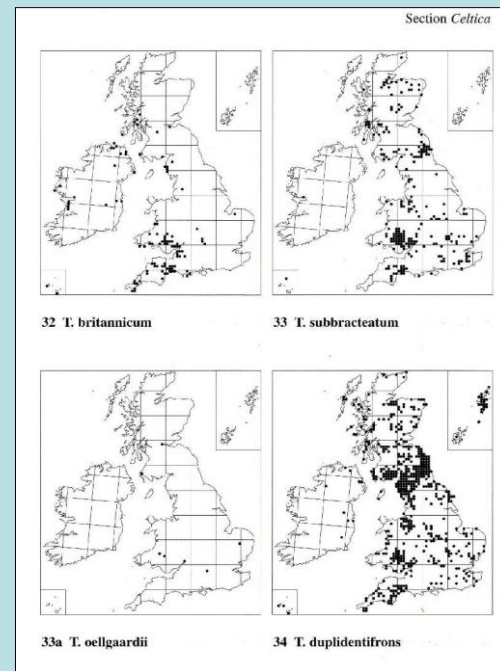 Section Celtica
32 T. britannicum
33 T. subbracteatum
33a T. oellgaardii
34 T. duplidentifrons